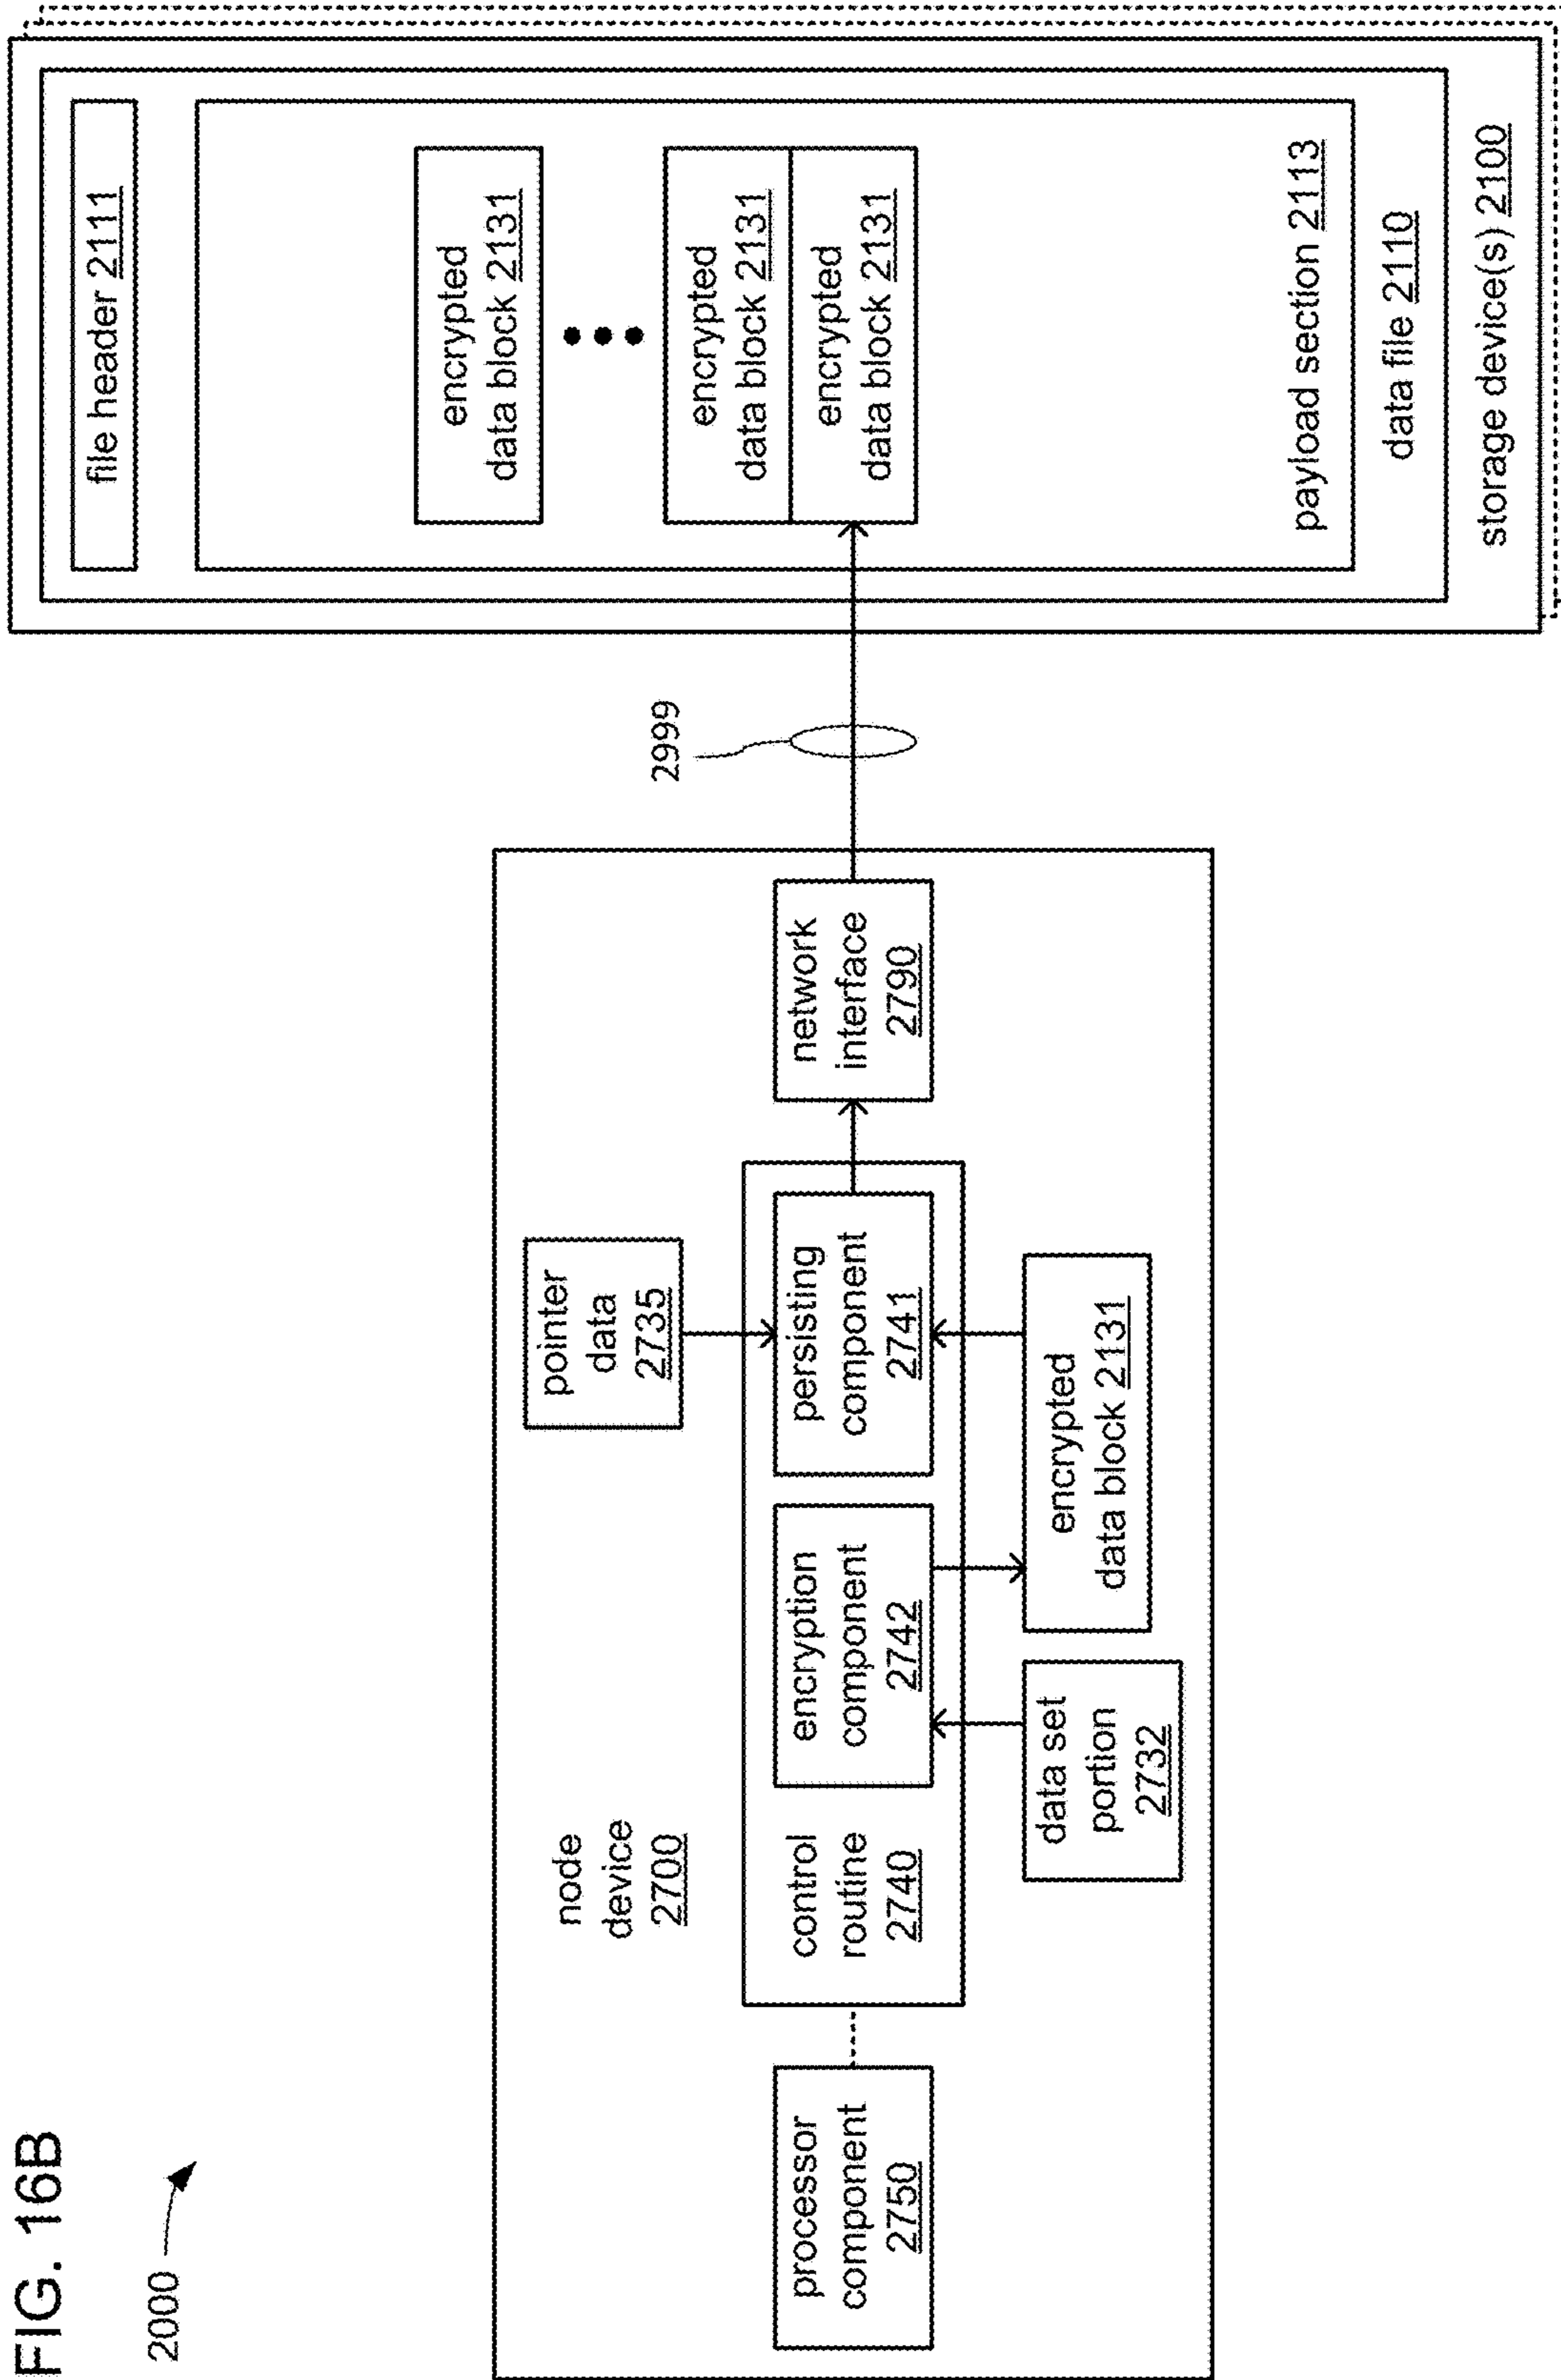 FIG. 16B
2000
processor
component
2750
node
device
2700
control
routine
2740
encryption
component
2742
persisting
component
2741
pointer
data
2735
data set
portion
2732
encrypted
data block 2131
network
interface
2790
2999
file header 2111
encrypted
data block 2131
encrypted
data block 2131
encrypted
data block 2131
payload section 2113
data file 2110
storage device(s) 2100